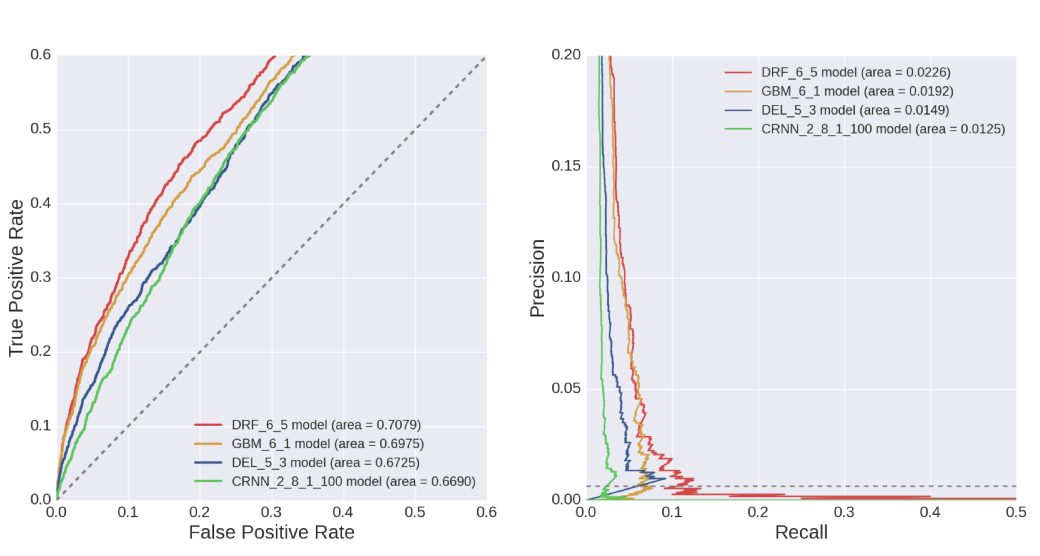 0.6
0.5
0.4
0.3
0.2
0.1
0.0
True Positive Rate
DRF_6_5 model (area = 0.7079)
GBM_6_1 model (area = 0.6975)
DEL_5_3 model (area = 0.6725)
CRNN_2_8_1_100 model (area = 0.6690)
0.0 0.1 0.2 0.3 0.4 0.5 0.6
False Positive Rate
0.20
0.15
0.10
0.05
0.00
Precision
DRF_6_5 model (area = 0.0226)
GBM_6_1 model (area = 0.0192)
DEL_5_3 model (area = 0.0149)
CRNN_2_8_1_100 model (area = 0.0125)
0.0 0.1 0.2 0.3 0.4 0.5
Recall